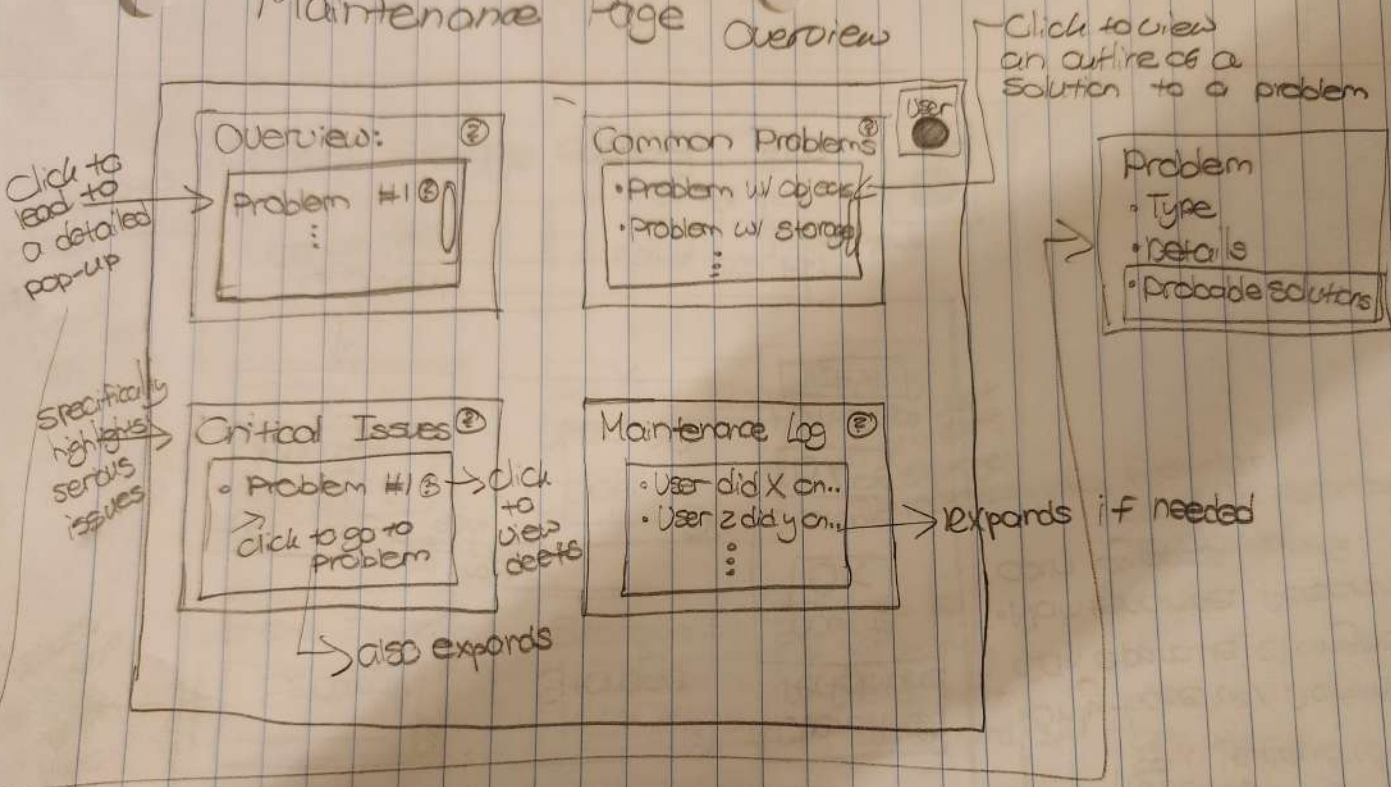 Maintenance Page Overview
Click to view
an outline of a
solution to a problem
User
Overview: ?
Problem #1 ?
Click to
lead to
a detailed
pop-up
Common Problems ?
• Problem w/ objects
• Problem w/ storage
Problem
• Type
• Details
• Probable solutions
Specifically
highlights
serious
issues
Critical Issues ?
• Problem #1
click to go to
problem
click
to
view
deets
also expands
Maintenance Log ?
• User did X on..
• User 2 did y on..
expands if needed